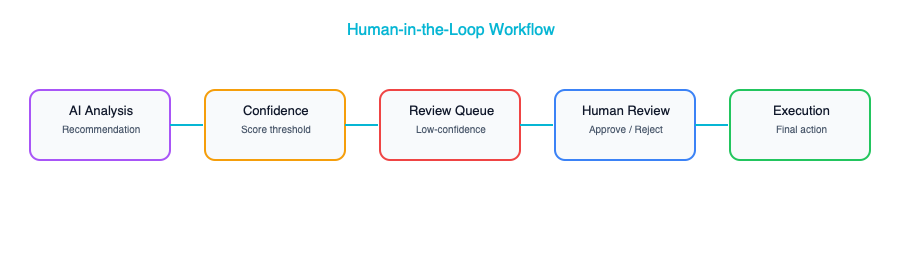 Human-in-the-Loop Workflow
AI Analysis
Recommendation
Confidence
Score threshold
Review Queue
Low-confidence
Human Review
Approve / Reject
Execution
Final action